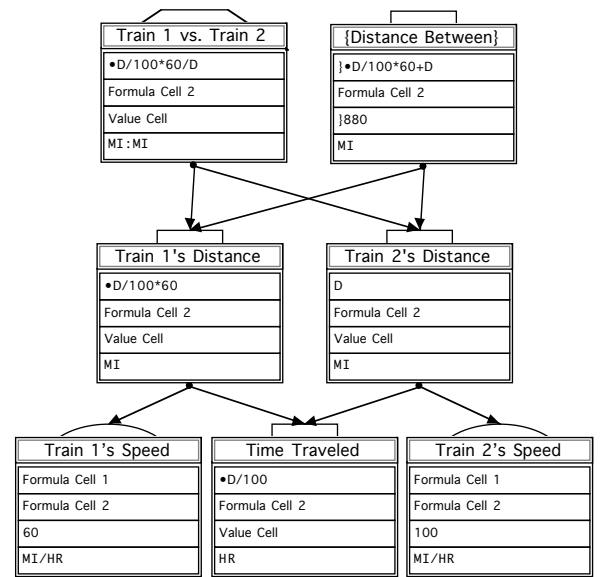 Train 1 vs. Train 2
•D/100*60/D
Formula Cell 2
Value Cell
MI:MI
{Distance Between}
}•D/100*60+D
Formula Cell 2
}880
MI
Train 1's Distance
•D/100*60
Formula Cell 2
Value Cell
MI
Train 2's Distance
D
Formula Cell 2
Value Cell
MI
Train 1's Speed
Formula Cell 1
Formula Cell 2
60
MI/HR
Time Traveled
•D/100
Formula Cell 2
Value Cell
HR
Train 2's Speed
Formula Cell 1
Formula Cell 2
100
MI/HR